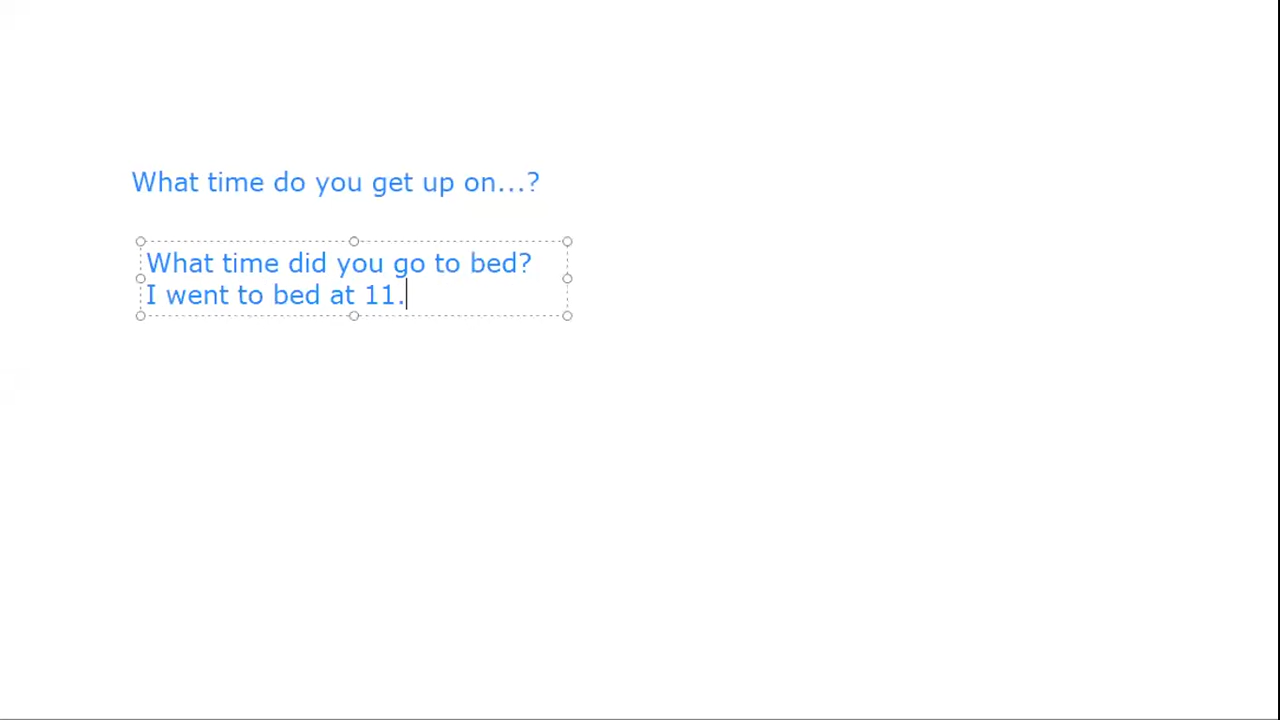 What time do you get up on...?
What time did you go to bed?
I went to bed at 11.